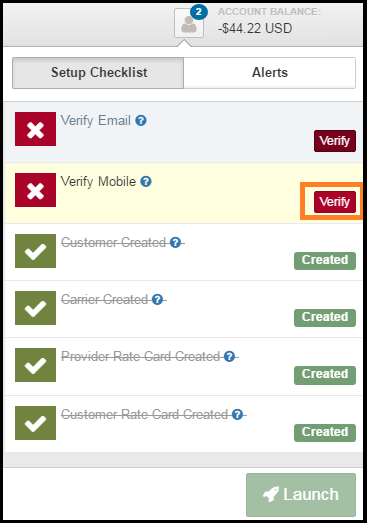 2
ACCOUNT BALANCE:
-$44.22 USD
Setup Checklist Alerts
Verify Email ?
Verify
Verify Mobile ?
Verify
Customer Created ?
Created
Carrier Created ?
Created
Provider Rate Card Created ?
Created
Customer Rate Card Created ?
Created
Launch